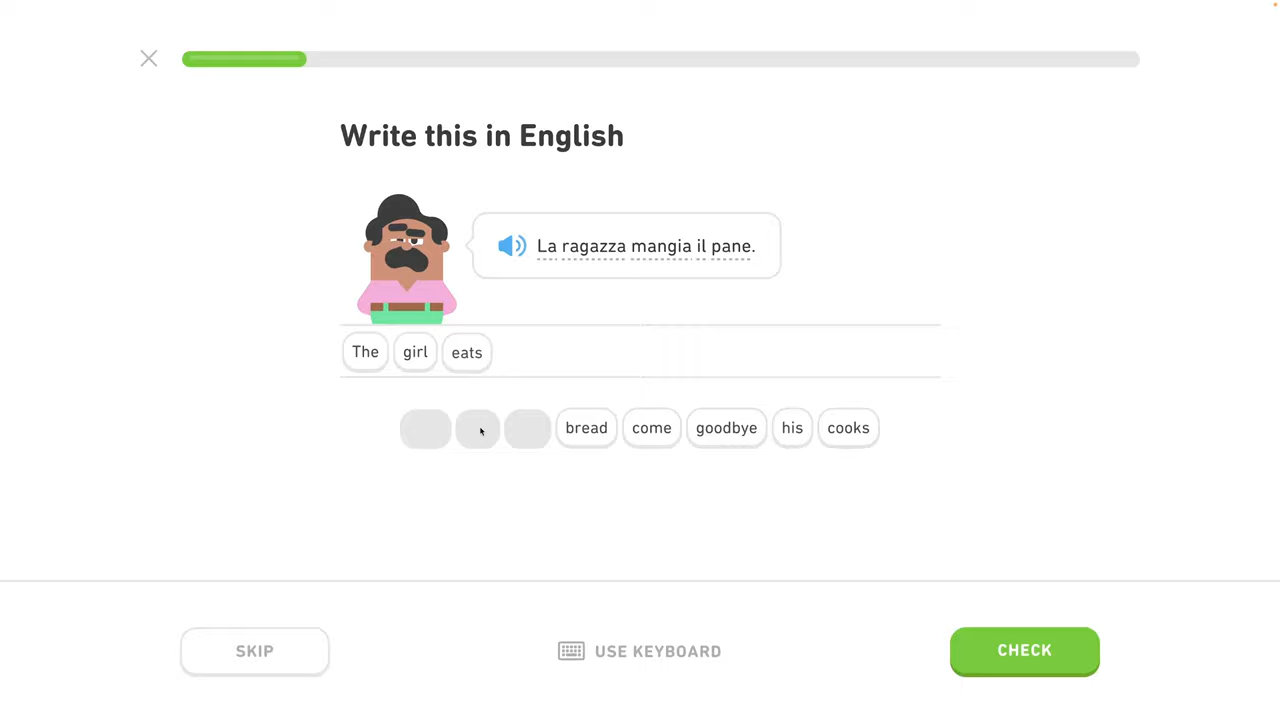 Write this in English
La ragazza mangia il pane.
The girl eats
bread come goodbye his cooks
SKIP USE KEYBOARD CHECK